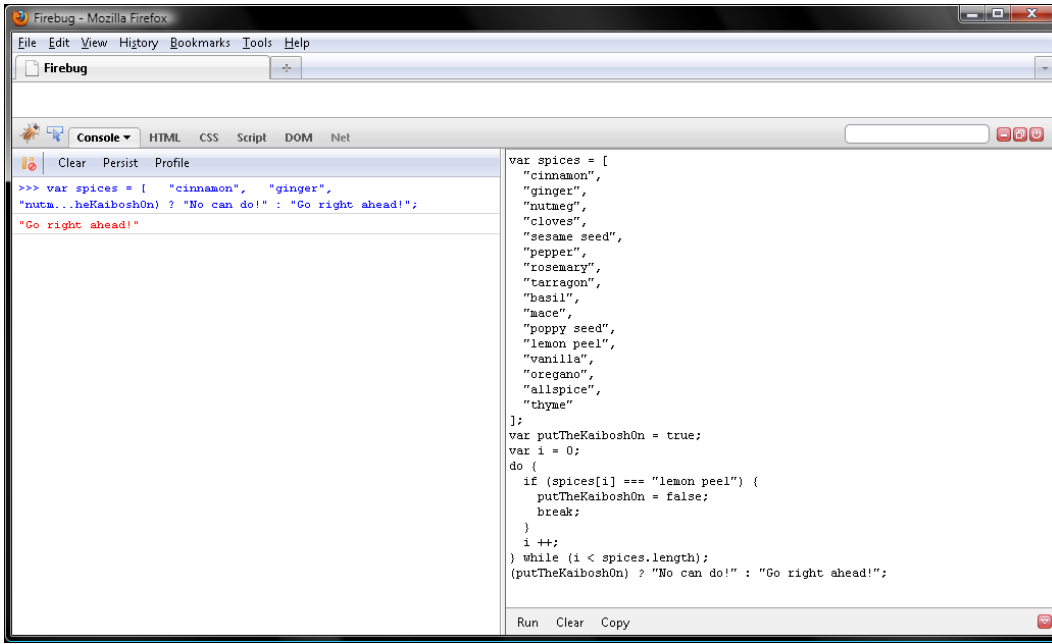 Firebug - Mozilla Firefox
File Edit View History Bookmarks Tools Help
Firebug
Console HTML CSS Script DOM Net
Clear Persist Profile
>>> var spices = [ "cinnamon", "ginger",
"nutm...heKaiboshOn) ? "No can do!" : "Go right ahead!";
"Go right ahead!"
var spices = [
"cinnamon",
"ginger",
"nutmeg",
"cloves",
"sesame seed",
"pepper",
"rosemary",
"tarragon",
"basil",
"mace",
"poppy seed",
"lemon peel",
"vanilla",
"oregano",
"allspice",
"thyme"
];
var putTheKaiboshOn = true;
var i = 0;
do {
if (spices[i] === "lemon peel") {
putTheKaiboshOn = false;
break;
}
i ++;
} while (i < spices.length);
(putTheKaiboshOn) ? "No can do!" : "Go right ahead!";
Run Clear Copy